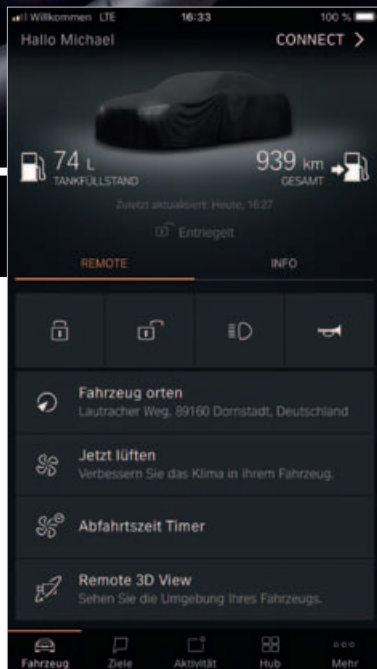 Willkommen LTE 16:33 100 %
Hallo Michael CONNECT >
74 L 939 km
TANKFÜLLSTAND GESAMT
Zuletzt aktualisiert: Heute, 16:27
Entriegelt
REMOTE INFO
Fahrzeug orten
Lautracher Weg, 89160 Dornstadt, Deutschland
Jetzt lüften
Verbessern Sie das Klima in ihrem Fahrzeug.
Abfahrtszeit Timer
Remote 3D View
Sehen Sie die Umgebung Ihres Fahrzeugs.
Fahrzeug Ziele Aktivität Hub Mehr